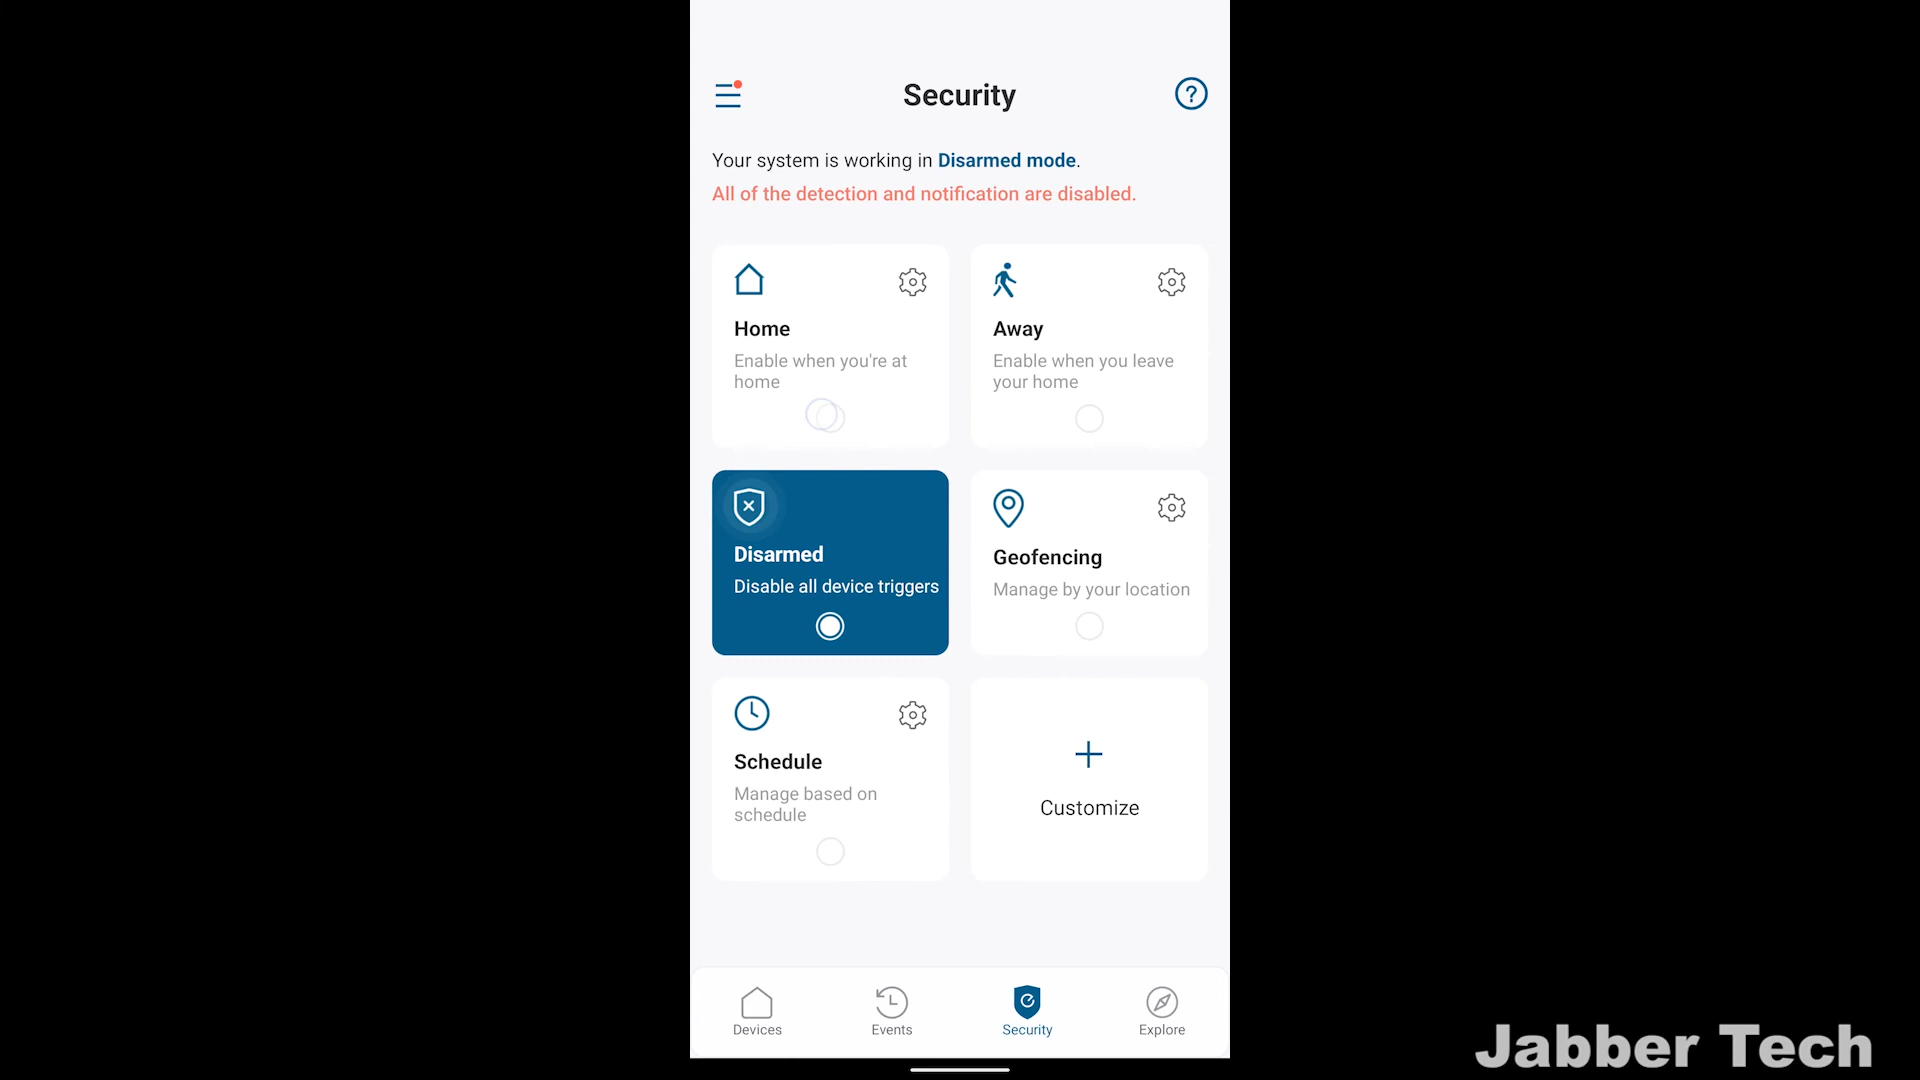 Security
Your system is working in Disarmed mode.
All of the detection and notification are disabled.
Home
Enable when you're at
home
Away
Enable when you leave
your home
Disarmed
Disable all device triggers
Geofencing
Manage by your location
Schedule
Manage based on
schedule
Customize
Devices
Events
Security
Explore
Jabber Tech